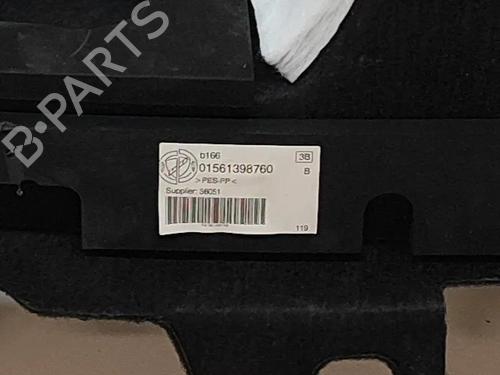 B-PARTS
b166
3B
01561398760
B
>PES-PP<
Supplier: 36051
119